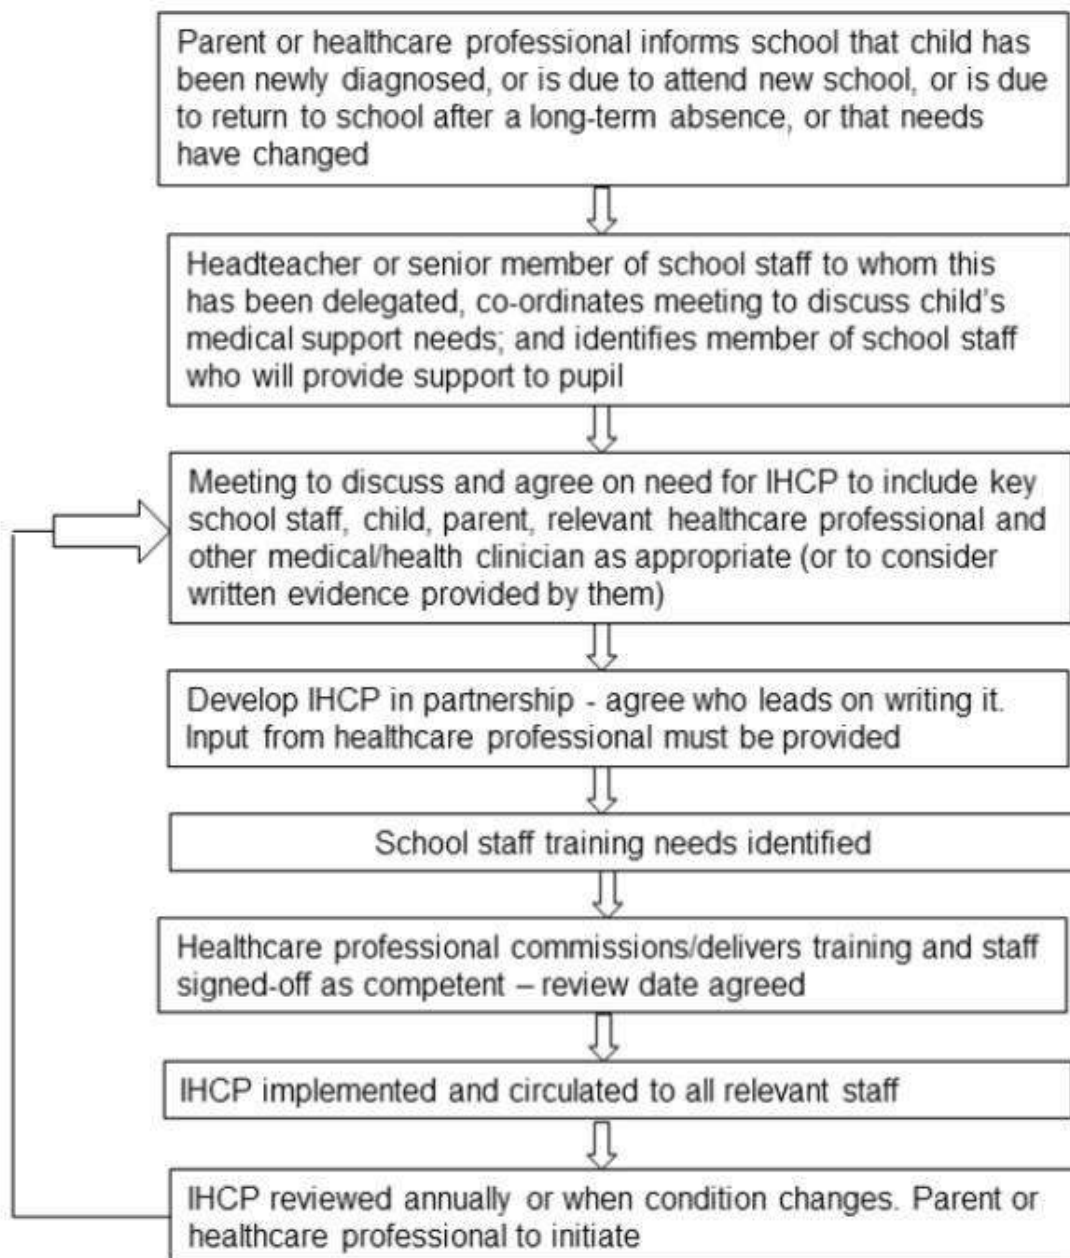 Parent or healthcare professional informs school that child has
been newly diagnosed, or is due to attend new school, or is due
to return to school after a long-term absence, or that needs
have changed
Headteacher or senior member of school staff to whom this
has been delegated, co-ordinates meeting to discuss child's
medical support needs; and identifies member of school staff
who will provide support to pupil
Meeting to discuss and agree on need for IHCP to include key
school staff, child, parent, relevant healthcare professional and
other medical/health clinician as appropriate (or to consider
written evidence provided by them)
Develop IHCP in partnership - agree who leads on writing it.
Input from healthcare professional must be provided
School staff training needs identified
Healthcare professional commissions/delivers training and staff
signed-off as competent – review date agreed
IHCP implemented and circulated to all relevant staff
IHCP reviewed annually or when condition changes. Parent or
healthcare professional to initiate